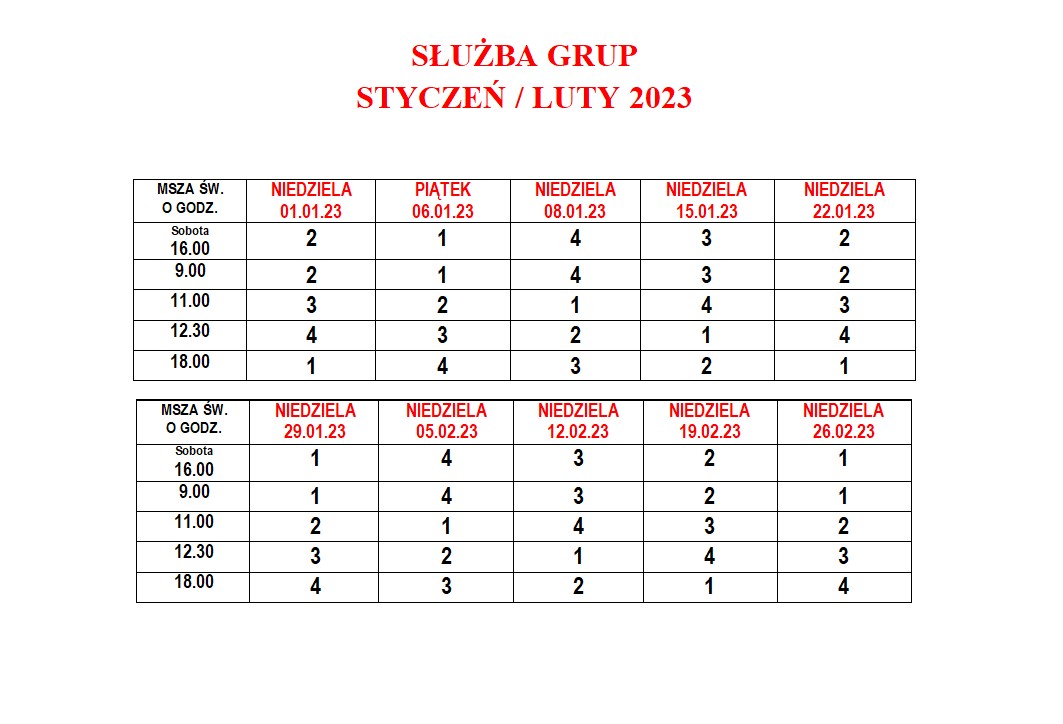 SŁUŻBA GRUP
STYCZEŃ / LUTY 2023
MSZA ŚW. O GODZ. NIEDZIELA 01.01.23 PIĄTEK 06.01.23 NIEDZIELA 08.01.23 NIEDZIELA 15.01.23 NIEDZIELA 22.01.23
Sobota 16.00 2 1 4 3 2
9.00 2 1 4 3 2
11.00 3 2 1 4 3
12.30 4 3 2 1 4
18.00 1 4 3 2 1
MSZA ŚW. O GODZ. NIEDZIELA 29.01.23 NIEDZIELA 05.02.23 NIEDZIELA 12.02.23 NIEDZIELA 19.02.23 NIEDZIELA 26.02.23
Sobota 16.00 1 4 3 2 1
9.00 1 4 3 2 1
11.00 2 1 4 3 2
12.30 3 2 1 4 3
18.00 4 3 2 1 4